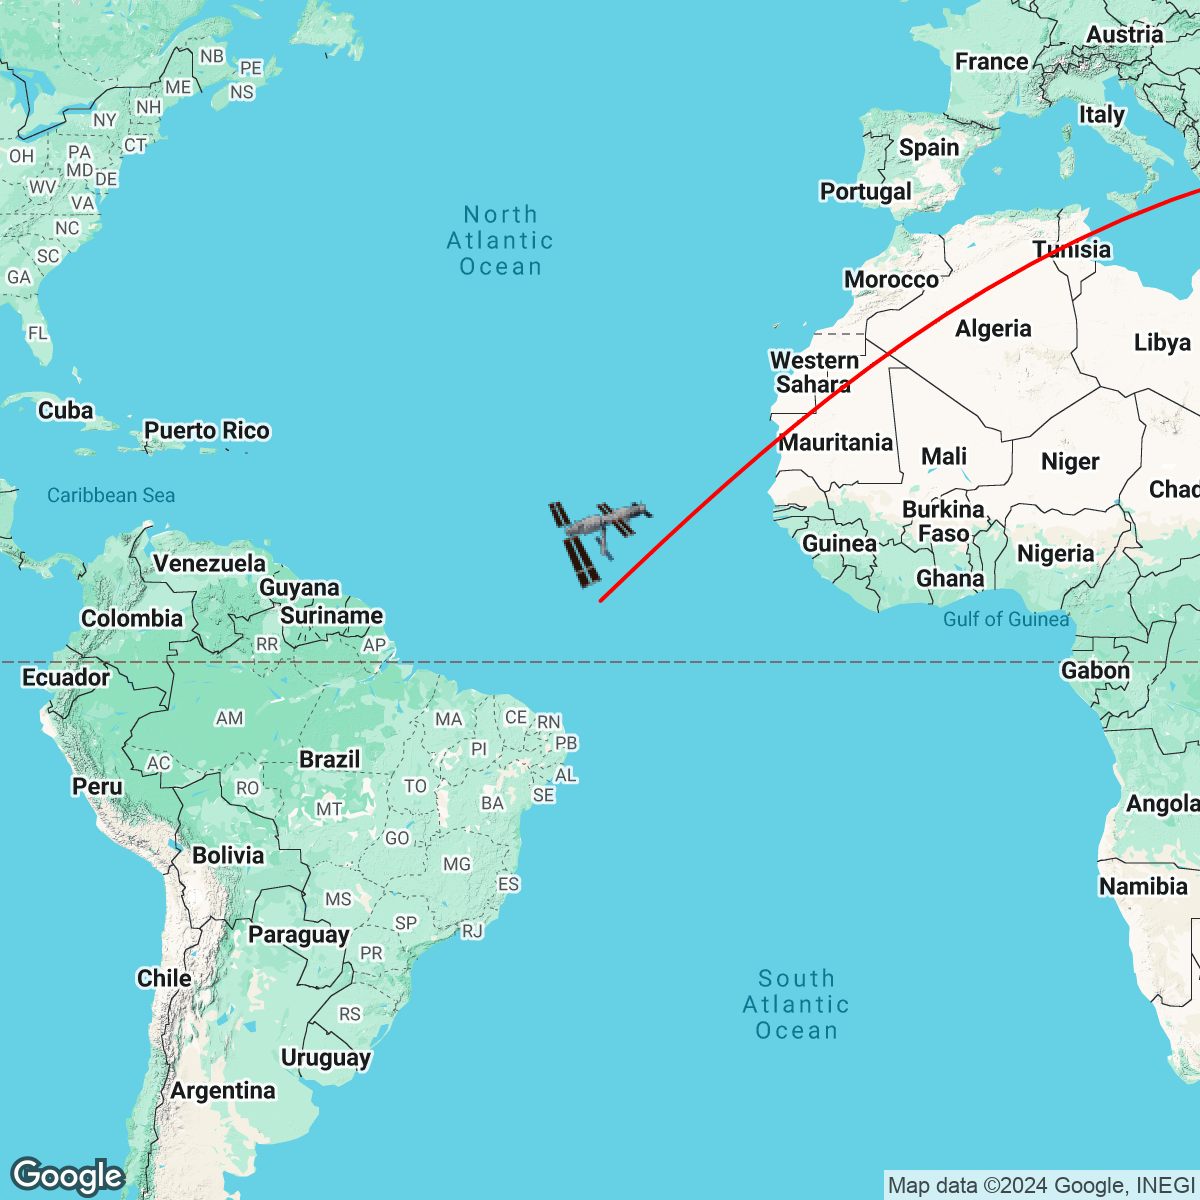 Austria
NB
PE
France
ME
NS
NH
Italy
NY
CT
Spain
OH
PA
MD
DE
WV
Portugal
VA
North
Atlantic
Ocean
NC
SC
Tunisia
GA
Morocco
Algeria
FL
Libya
Western
Sahara
Cuba
Puerto Rico
Mauritania
Mali
Niger
Caribbean Sea
Chad
Burkina
Faso
Guinea
Nigeria
Venezuela
Ghana
Guyana
Suriname
Colombia
Gulf of Guinea
RR
AP
Ecuador
Gabon
AM
MA
CE
RN
PI
PB
Brazil
AC
AL
Peru
RO
TO
SE
MT
BA
Angola
GO
Bolivia
MG
ES
Namibia
MS
SP
RJ
Paraguay
PR
Chile
South
Atlantic
Ocean
RS
Uruguay
Argentina
Google
Map data ©2024 Google, INEGI